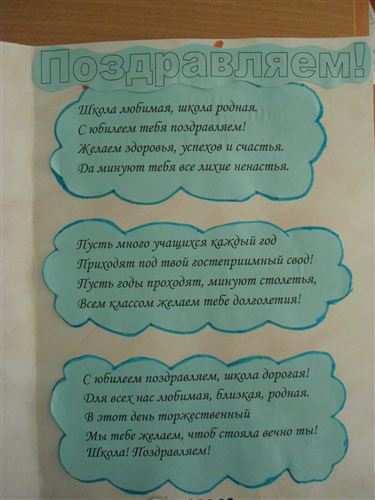 Поздравляем!
Школа любимая, школа родная.
С юбилеем тебя поздравляем!
Желаем здоровья, успехов и счастья.
Да минуют тебя все лихие ненастья.
Пусть много учащихся каждый год
Приходят под твой гостеприимный свод!
Пусть годы проходят, минуют столетья,
Всем классом желаем тебе долголетия!
С юбилеем поздравляем, школа дорогая!
Для всех нас любимая, близкая, родная.
В этот день торжественный
Мы тебе желаем, чтоб стояла вечно ты!
Школа! Поздравляем!